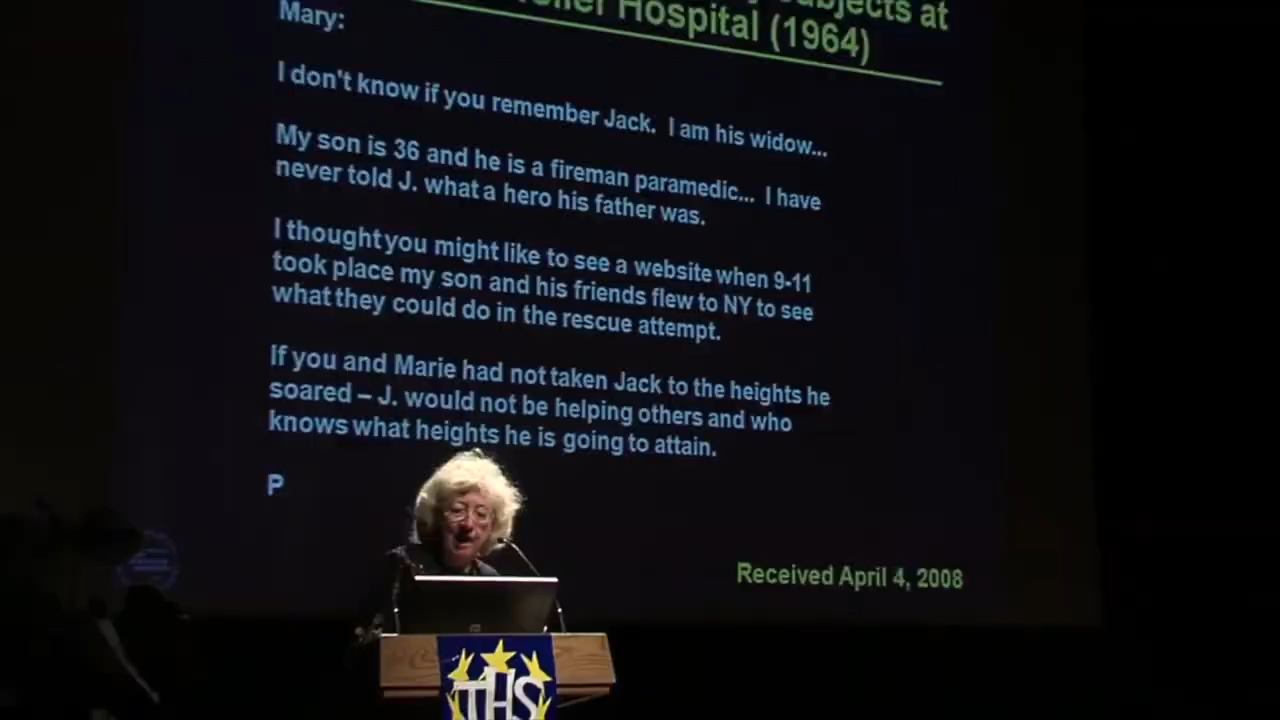 subjects at
Hospital (1964)
Mary:
I don't know if you remember Jack. I am his widow...
My son is 36 and he is a fireman paramedic... I have
never told J. what a hero his father was.
I thought you might like to see a website when 9-11
took place my son and his friends flew to NY to see
what they could do in the rescue attempt.
If you and Marie had not taken Jack to the heights he
soared – J. would not be helping others and who
knows what heights he is going to attain.
P
Received April 4, 2008
THS